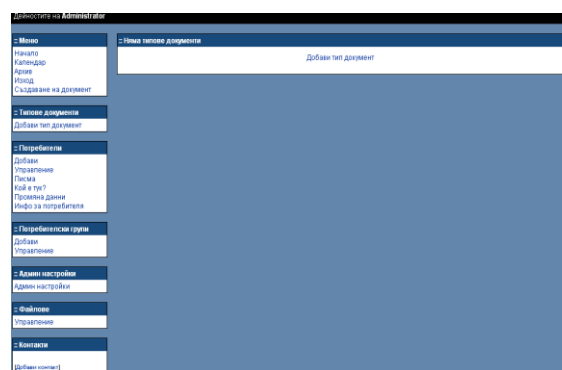 Дейностите на Administrator
:: Меню
Начало
Календар
Архив
Изход
Създаване на документ
:: Типове документи
Добави тип документ
:: Потребители
Добави
Управление
Писма
Кой е тук?
Промяна данни
Инфо за потребителя
:: Потребителски групи
Добави
Управление
:: Админ настройки
Админ настройки
:: Файлове
Управление
:: Контакти
[Добави контакт]
:: Няма типове документи
Добави тип документ